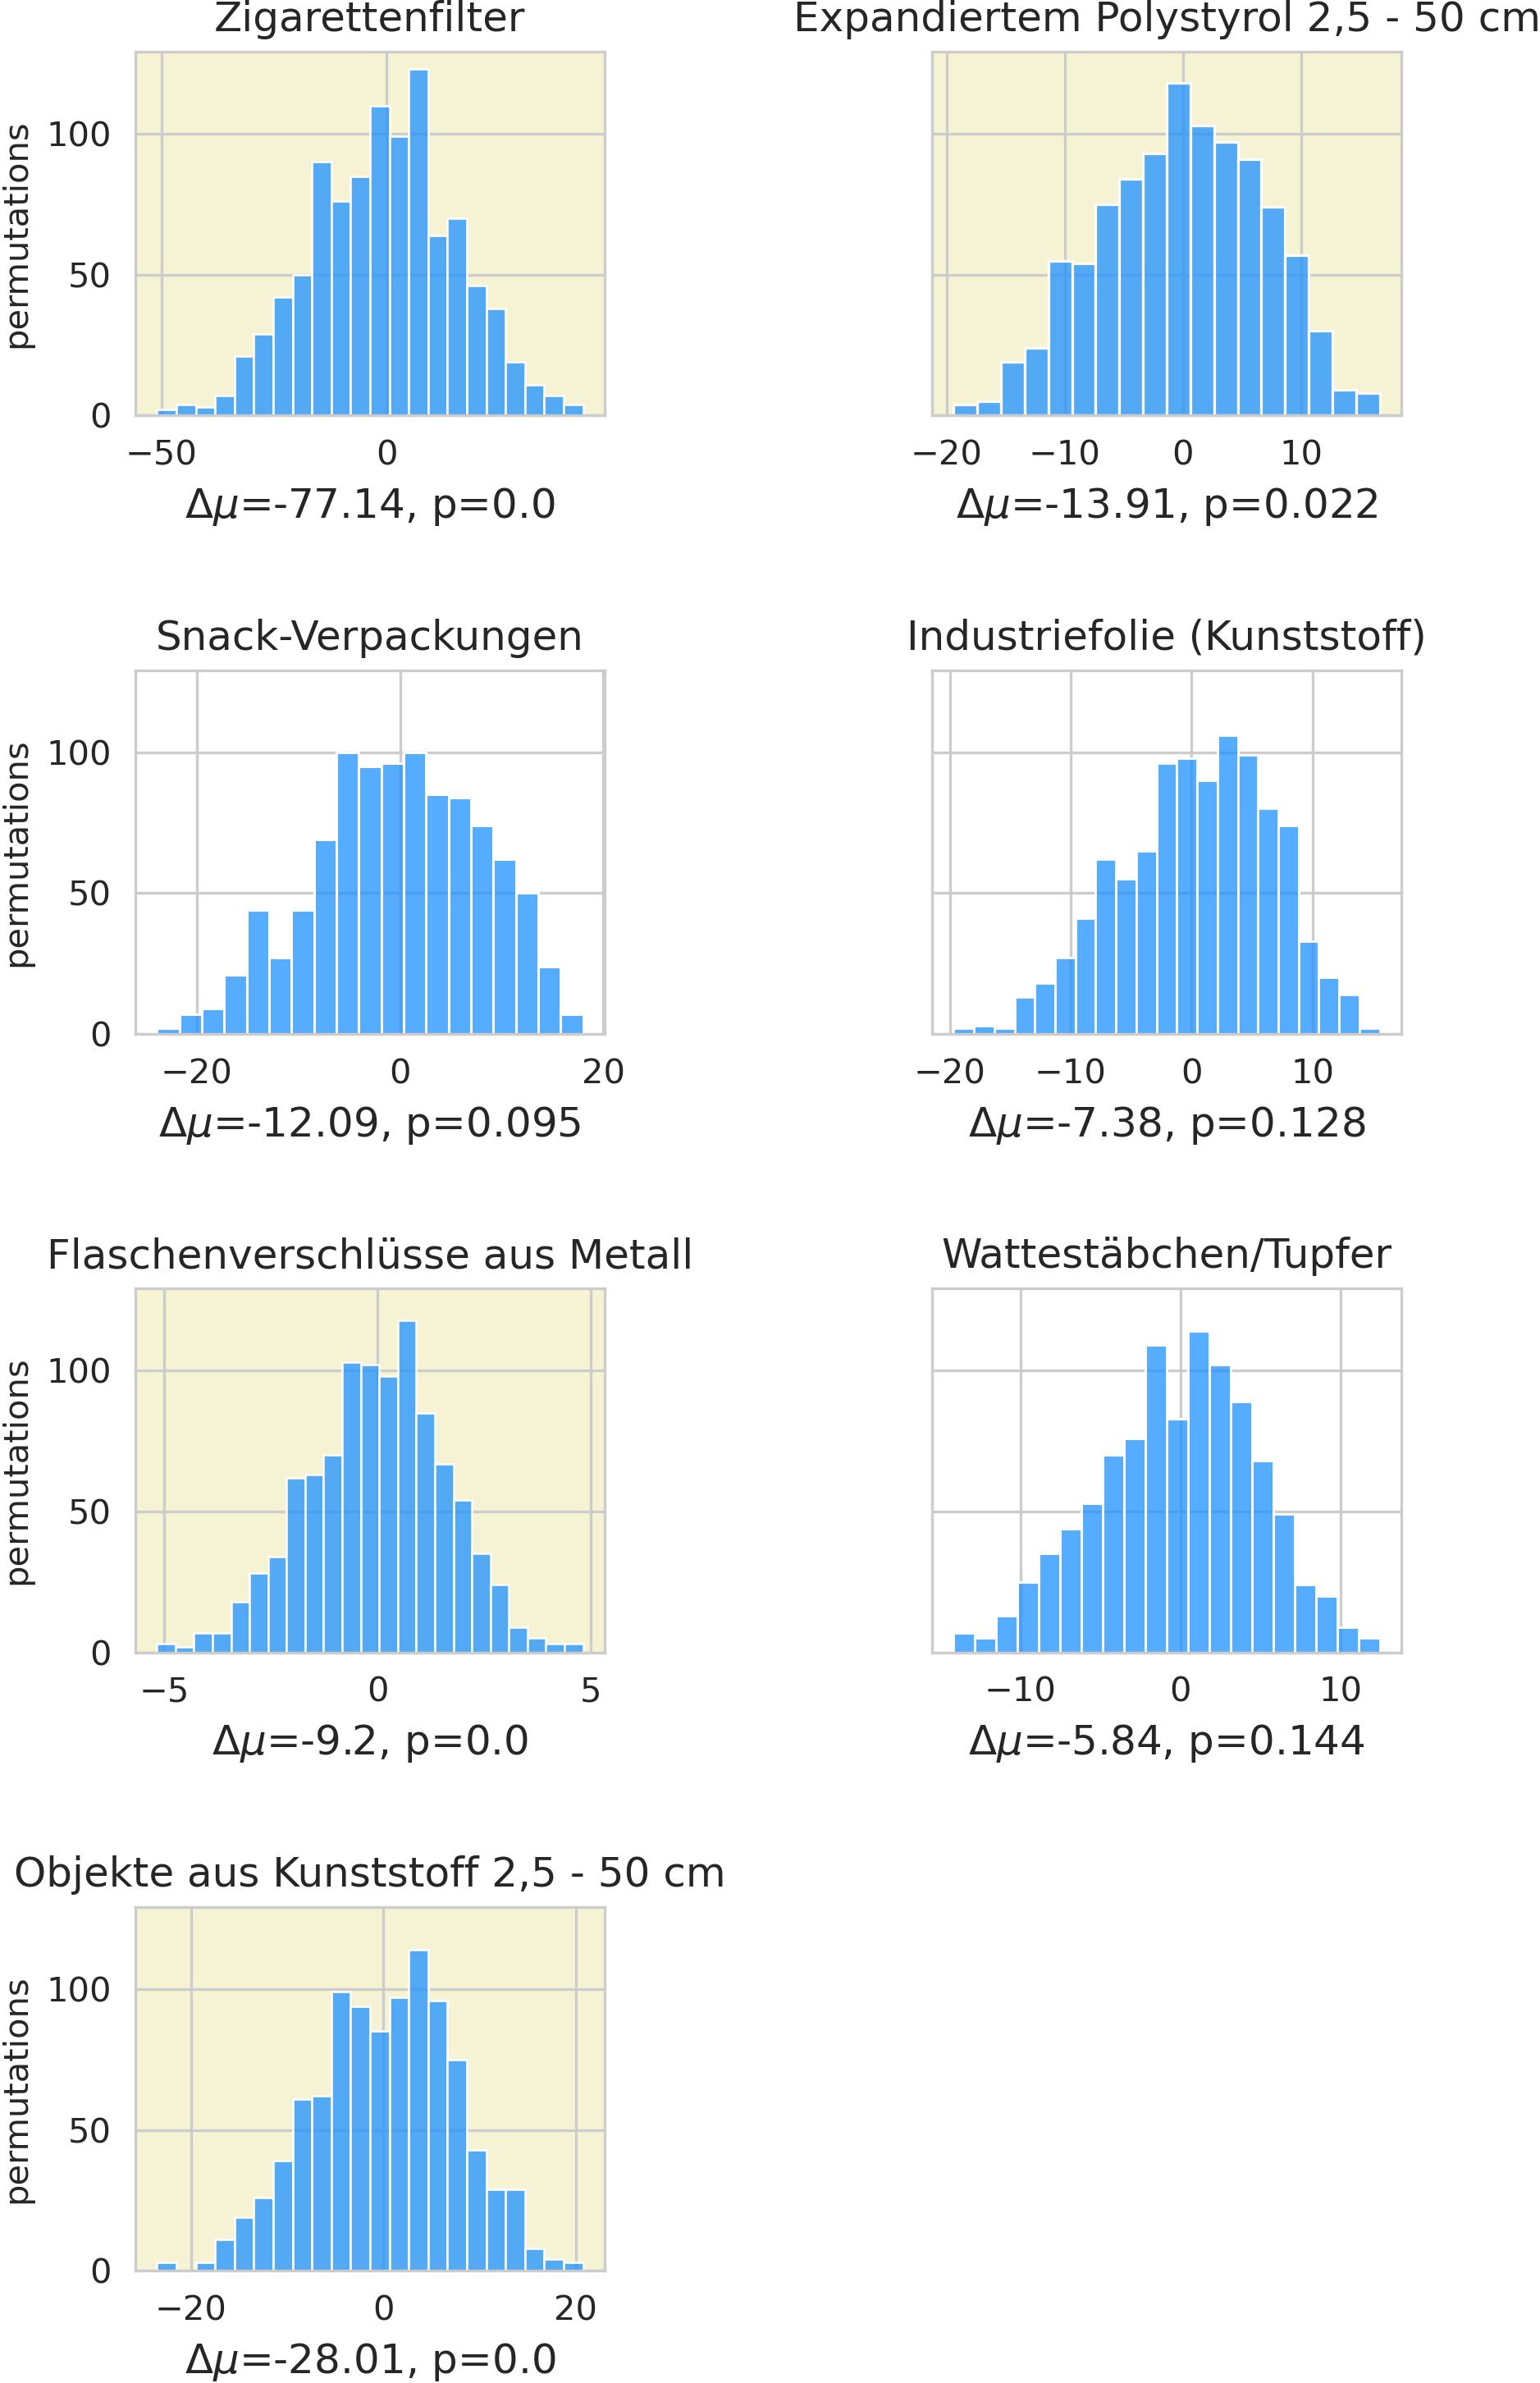 Zigarettenfilter
permutations
100
50
0
−50 0
Δμ=-77.14, p=0.0
Expandiertem Polystyrol 2,5 - 50 cm
−20 −10 0 10
Δμ=-13.91, p=0.022
Snack-Verpackungen
permutations
100
50
0
−20 0 20
Δμ=-12.09, p=0.095
Industriefolie (Kunststoff)
−20 −10 0 10
Δμ=-7.38, p=0.128
Flaschenverschlüsse aus Metall
permutations
100
50
0
−5 0 5
Δμ=-9.2, p=0.0
Wattestäbchen/Tupfer
−10 0 10
Δμ=-5.84, p=0.144
Objekte aus Kunststoff 2,5 - 50 cm
permutations
100
50
0
−20 0 20
Δμ=-28.01, p=0.0